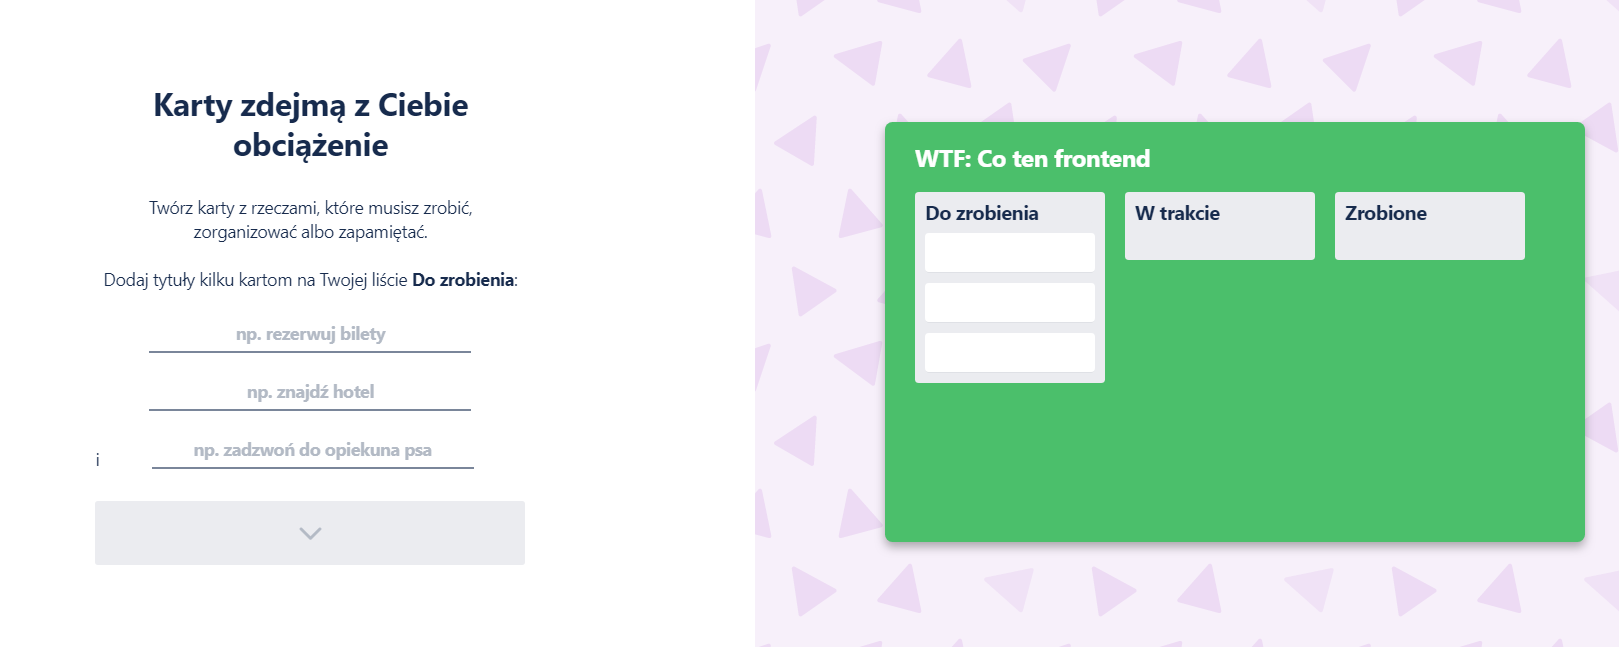 Karty zdejmą z Ciebie
obciążenie
Twórz karty z rzeczami, które musisz zrobić,
zorganizować albo zapamiętać.
Dodaj tytuły kilku kartom na Twojej liście Do zrobienia:
np. rezerwuj bilety
np. znajdź hotel
i
np. zadzwoń do opiekuna psa
WTF: Co ten frontend
Do zrobienia
W trakcie
Zrobione